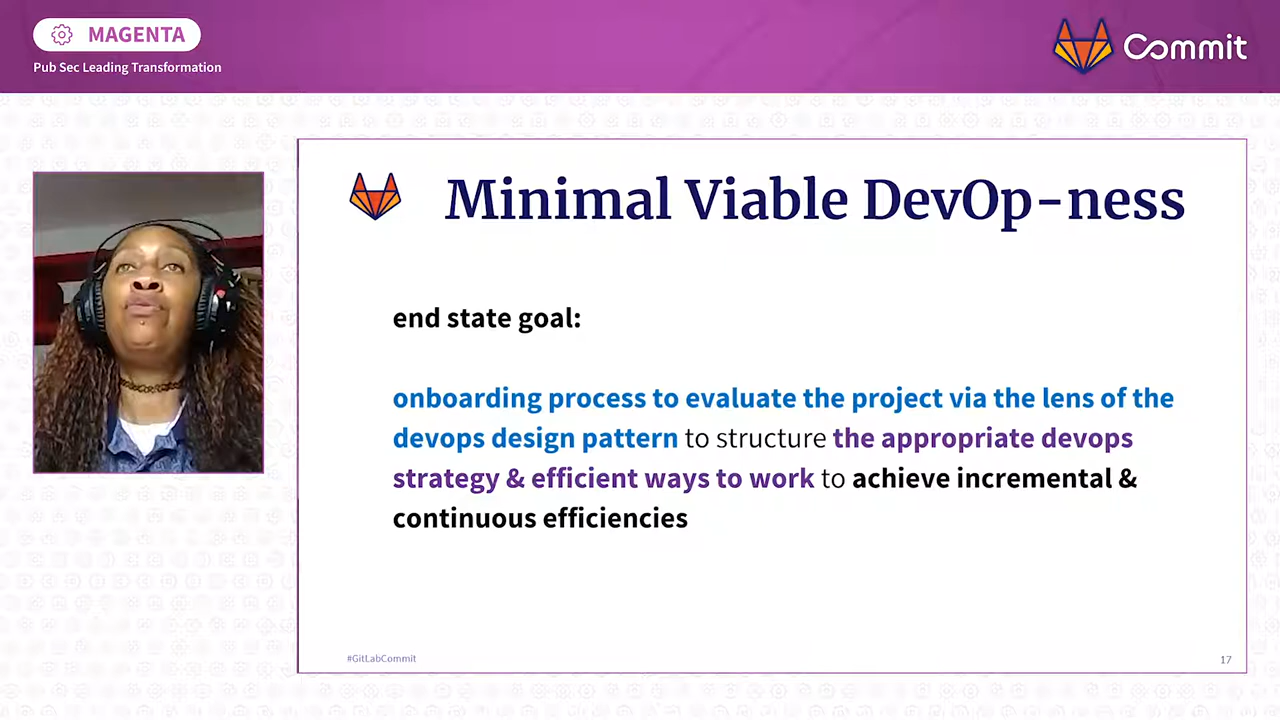 MAGENTA
Pub Sec Leading Transformation
Commit
Minimal Viable DevOp-ness
end state goal:
onboarding process to evaluate the project via the lens of the
devops design pattern to structure the appropriate devops
strategy & efficient ways to work to achieve incremental &
continuous efficiencies
#GitLabCommit
17